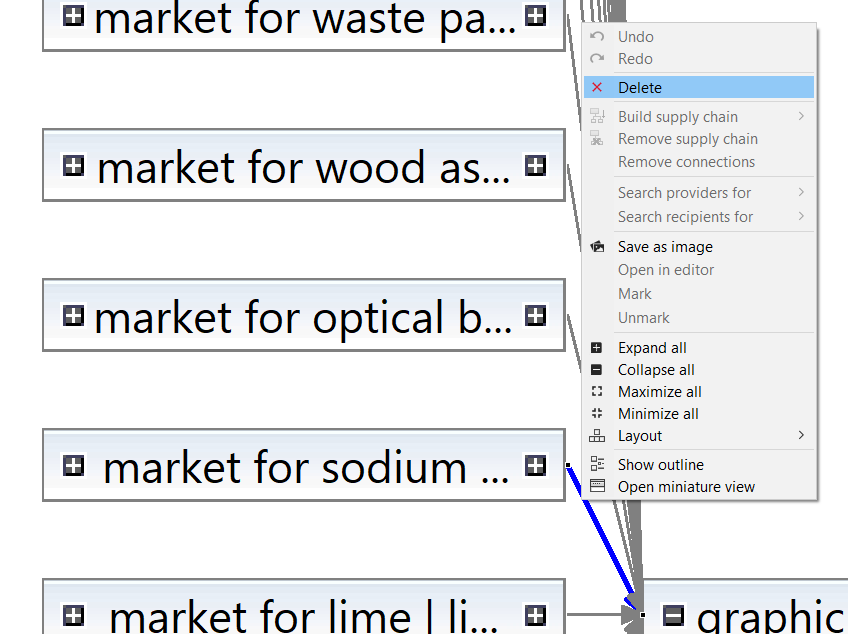 market for waste pa...
market for wood as...
market for optical b...
market for sodium ...
market for lime | li...
graphic
Undo
Redo
Delete
Build supply chain
Remove supply chain
Remove connections
Search providers for
Search recipients for
Save as image
Open in editor
Mark
Unmark
Expand all
Collapse all
Maximize all
Minimize all
Layout
Show outline
Open miniature view